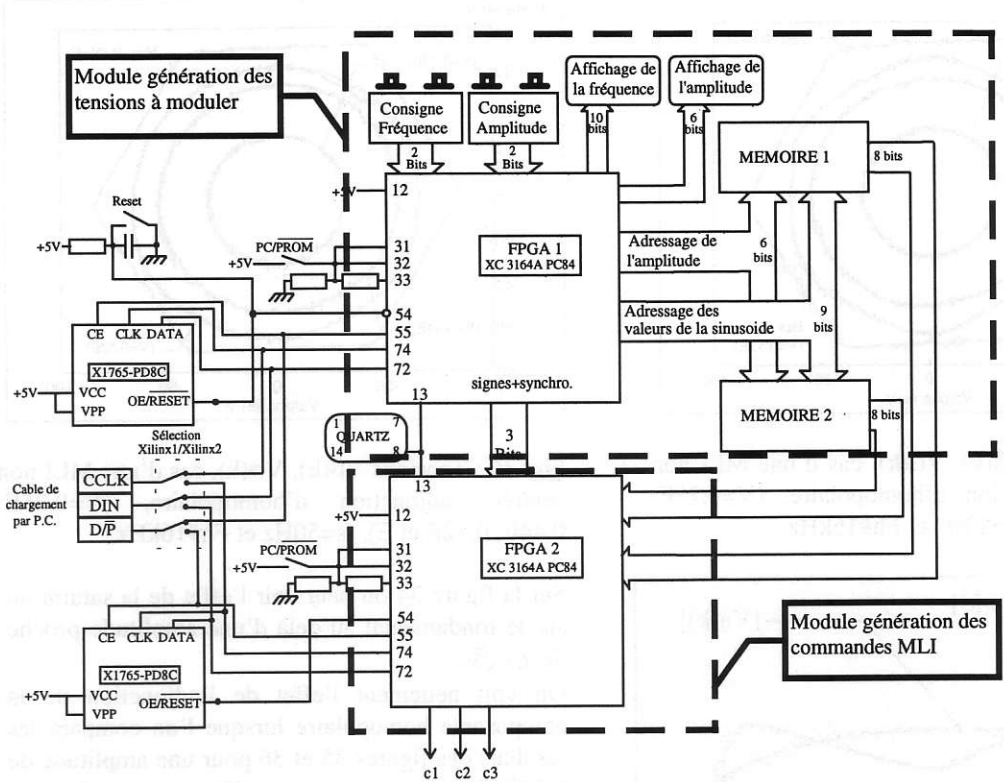 Module génération des
tensions à moduler
Consigne
Fréquence
Consigne
Amplitude
Affichage de
la fréquence
Affichage de
l'amplitude
2
Bits
2
Bits
10
bits
6
bits
MEMOIRE 1
8 bits
+5V
12
Reset
+5V
PC/PROM
+5V
31
32
33
FPGA 1
XC 3164A PC84
Adressage de
l'amplitude
6
bits
54
55
74
72
Adressage des
valeurs de la sinusoide
9
bits
CE CLK DATA
X1765-PD8C
+5V
VCC
VPP
OE/RESET
signes+synchro.
13
MEMOIRE 2
8 bits
1
7
QUARTZ
14
8
3
Bits
Sélection
Xilinx1/Xilinx2
Cable de
chargement
par P.C.
CCLK
DIN
D/P
13
+5V
12
PC/PROM
+5V
31
32
33
FPGA 2
XC 3164A PC84
54
55
74
72
CE CLK DATA
X1765-PD8C
+5V
VCC
VPP
OE/RESET
Module génération des
commandes MLI
c1 c2 c3